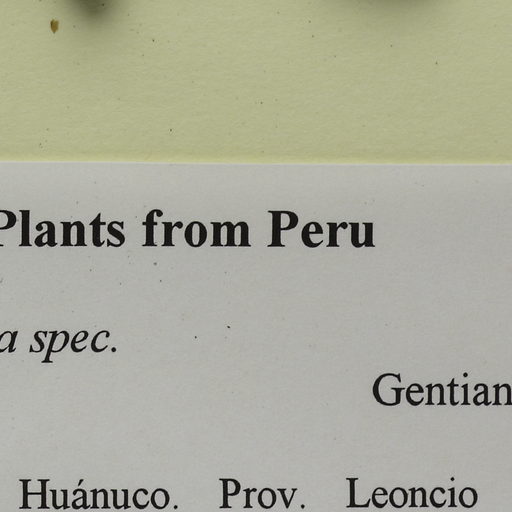 Plants from Peru
a spec.
Gentian
Huánuco. Prov. Leoncio